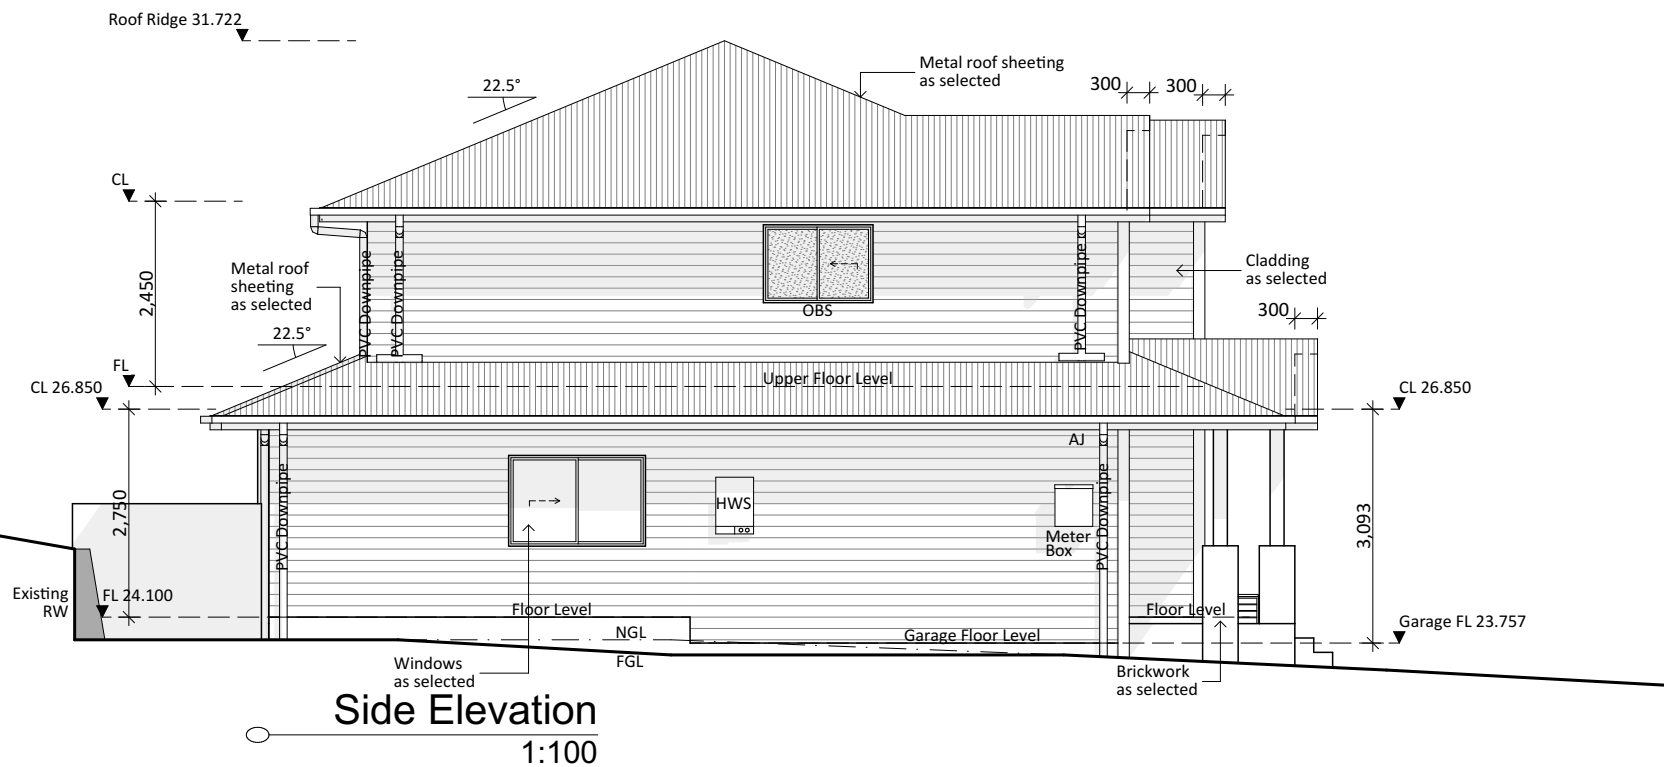 Roof Ridge 31.722
22.5°
Metal roof sheeting
as selected
300
300
CL
2,450
Metal roof
sheeting
as selected
PVC Downpipe
PVC Downpipe
OBS
PVC Downpipe
Cladding
as selected
300
22.5°
FL
CL 26.850
Upper Floor Level
CL 26.850
AJ
2,750
PVC Downpipe
HWS
Meter
Box
PVC Downpipe
3,093
Existing
RW
FL 24.100
Floor Level
Floor Level
NGL
Garage Floor Level
Garage FL 23.757
FGL
Windows
as selected
Brickwork
as selected
Side Elevation
1:100